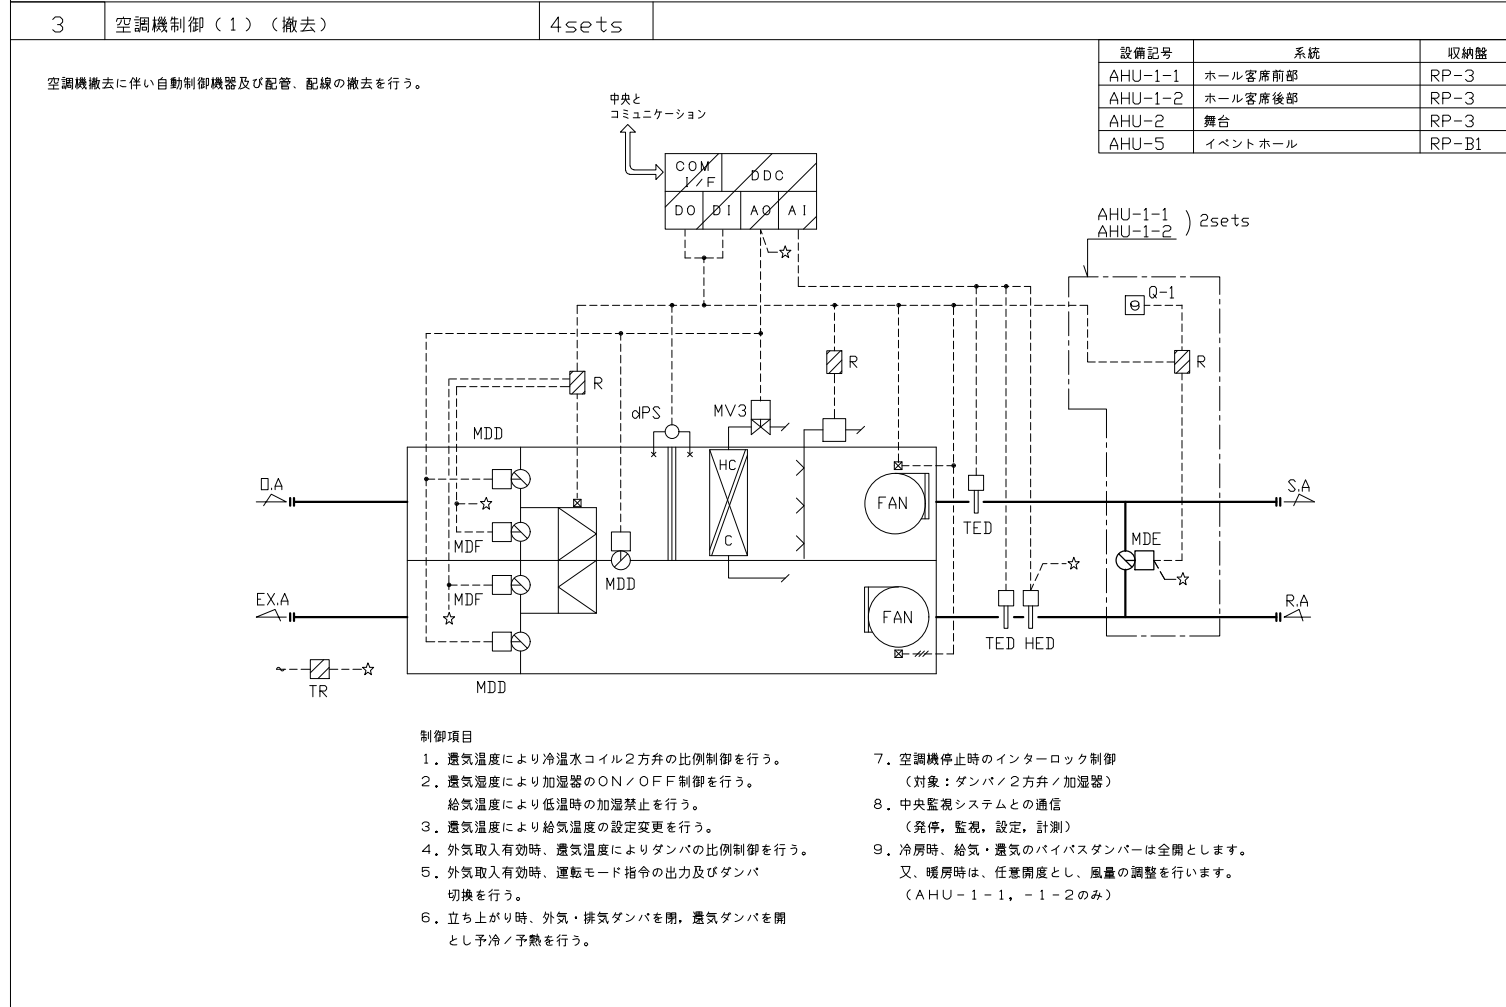 3 空調機制御（１）（撤去） 4sets
空調機撤去に伴い自動制御機器及び配管、配線の撤去を行う。
設備記号 系統 収納盤
AHU-1-1 ホール客席前部 RP-3
AHU-1-2 ホール客席後部 RP-3
AHU-2 舞台 RP-3
AHU-5 イベントホール RP-B1
中央と
コミュニケーション
COM
I/F
DDC
DO DI AO AI
AHU-1-1
AHU-1-2
2sets
Q-1
R
R
R
dPS
MV3
MDD
HC
C
O.A
FAN
TED
S.A
MDF
MDE
MDF
MDD
EX.A
FAN
R.A
TED HED
TR
MDD
制御項目
１．還気温度により冷温水コイル２方弁の比例制御を行う。
２．還気湿度により加湿器のＯＮ／ＯＦＦ制御を行う。
給気温度により低温時の加湿禁止を行う。
３．還気温度により給気温度の設定変更を行う。
４．外気取入有効時、還気温度によりダンパの比例制御を行う。
５．外気取入有効時、運転モード指令の出力及びダンパ
切換を行う。
６．立ち上がり時、外気・排気ダンパを閉，還気ダンパを開
とし予冷／予熱を行う。
７．空調機停止時のインターロック制御
（対象：ダンパ／２方弁／加湿器）
８．中央監視システムとの通信
（発停，監視，設定，計測）
９．冷房時、給気・還気のバイパスダンパーは全開とします。
又、暖房時は、任意開度とし、風量の調整を行います。
（ＡＨＵ－１－１，－１－２のみ）